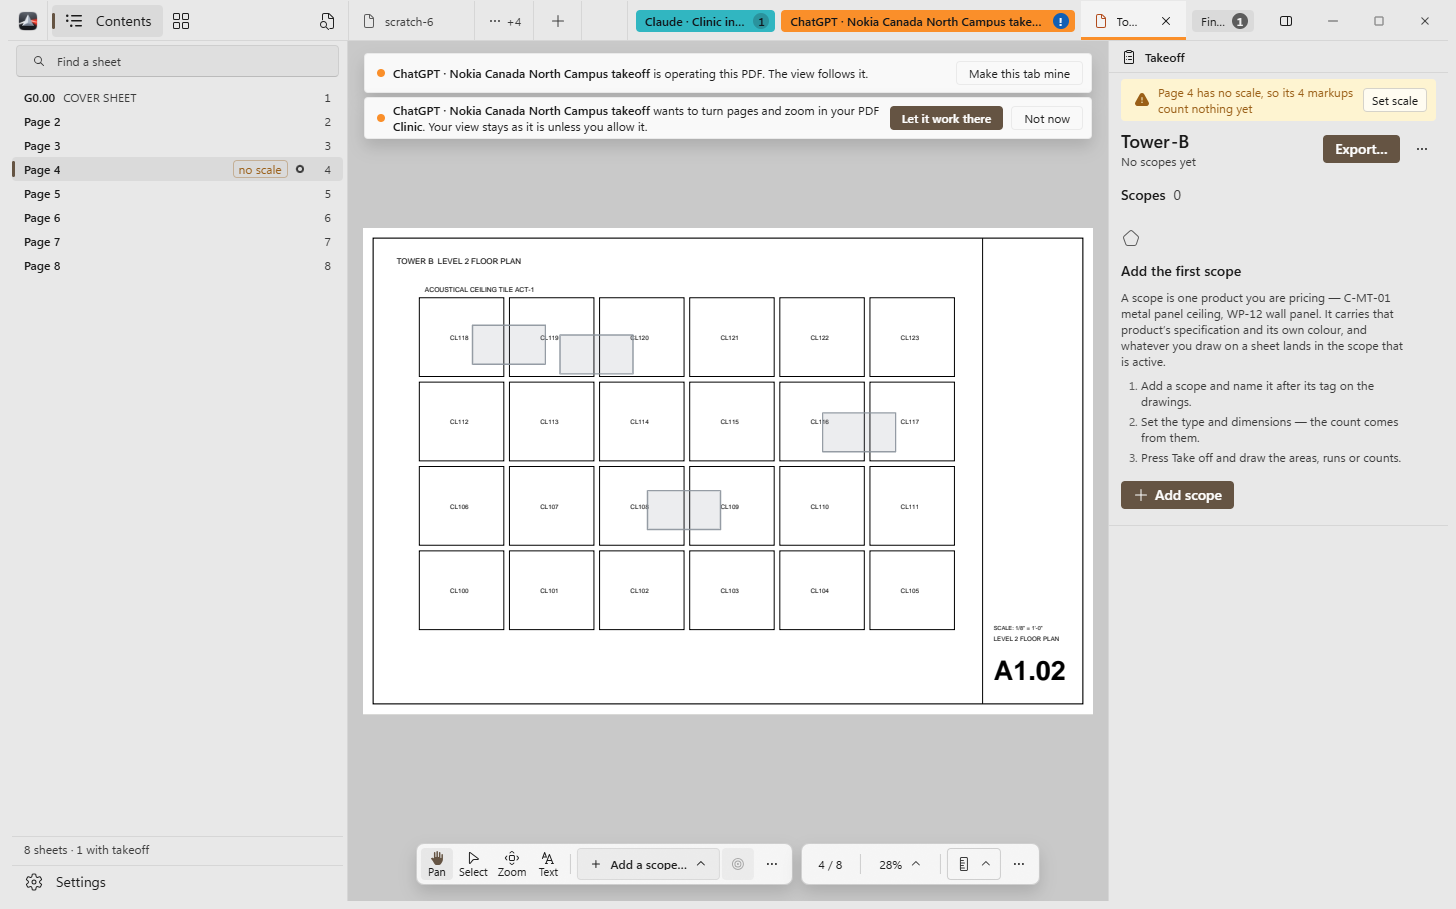 Contents
scratch-6
+4
Claude · Clinic in... 1
ChatGPT · Nokia Canada North Campus take... !
To...
Fin... 1
Find a sheet
G0.00 COVER SHEET 1
Page 2 2
Page 3 3
Page 4 no scale 4
Page 5 5
Page 6 6
Page 7 7
Page 8 8
8 sheets · 1 with takeoff
Settings
ChatGPT · Nokia Canada North Campus takeoff is operating this PDF. The view follows it.
Make this tab mine
ChatGPT · Nokia Canada North Campus takeoff wants to turn pages and zoom in your PDF
Clinic. Your view stays as it is unless you allow it.
Let it work there
Not now
TOWER B LEVEL 2 FLOOR PLAN
ACOUSTICAL CEILING TILE ACT-1
CL118 CL119 CL120 CL121 CL122 CL123
CL112 CL113 CL114 CL115 CL116 CL117
CL106 CL107 CL108 CL109 CL110 CL111
CL100 CL101 CL102 CL103 CL104 CL105
SCALE: 1/8" = 1'-0"
LEVEL 2 FLOOR PLAN
A1.02
Pan
Select
Zoom
Text
Add a scope...
4 / 8
28%
Takeoff
Page 4 has no scale, so its 4 markups
count nothing yet
Set scale
Tower-B
No scopes yet
Export...
Scopes 0
Add the first scope
A scope is one product you are pricing — C-MT-01
metal panel ceiling, WP-12 wall panel. It carries that
product's specification and its own colour, and
whatever you draw on a sheet lands in the scope that
is active.
1. Add a scope and name it after its tag on the
drawings.
2. Set the type and dimensions — the count comes
from them.
3. Press Take off and draw the areas, runs or counts.
Add scope